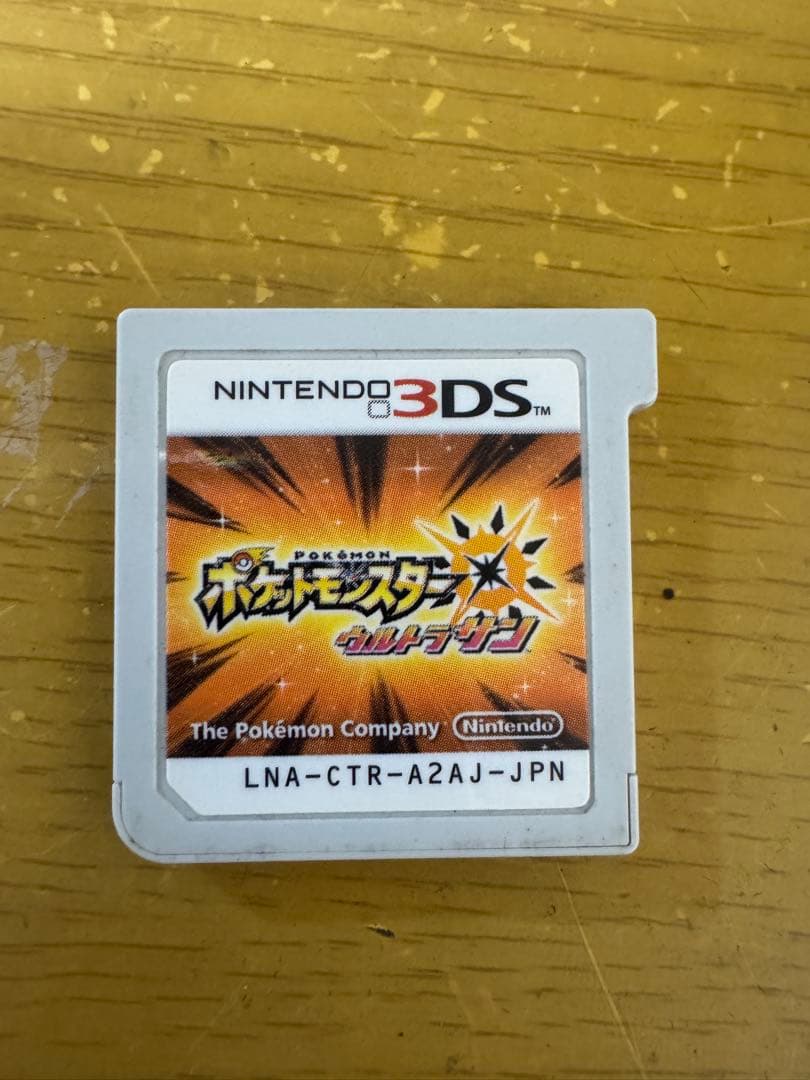 NINTENDO 3DS™
POKéMON
ポケットモンスター
ウルトラサン
The Pokémon Company Nintendo
LNA-CTR-A2AJ-JPN